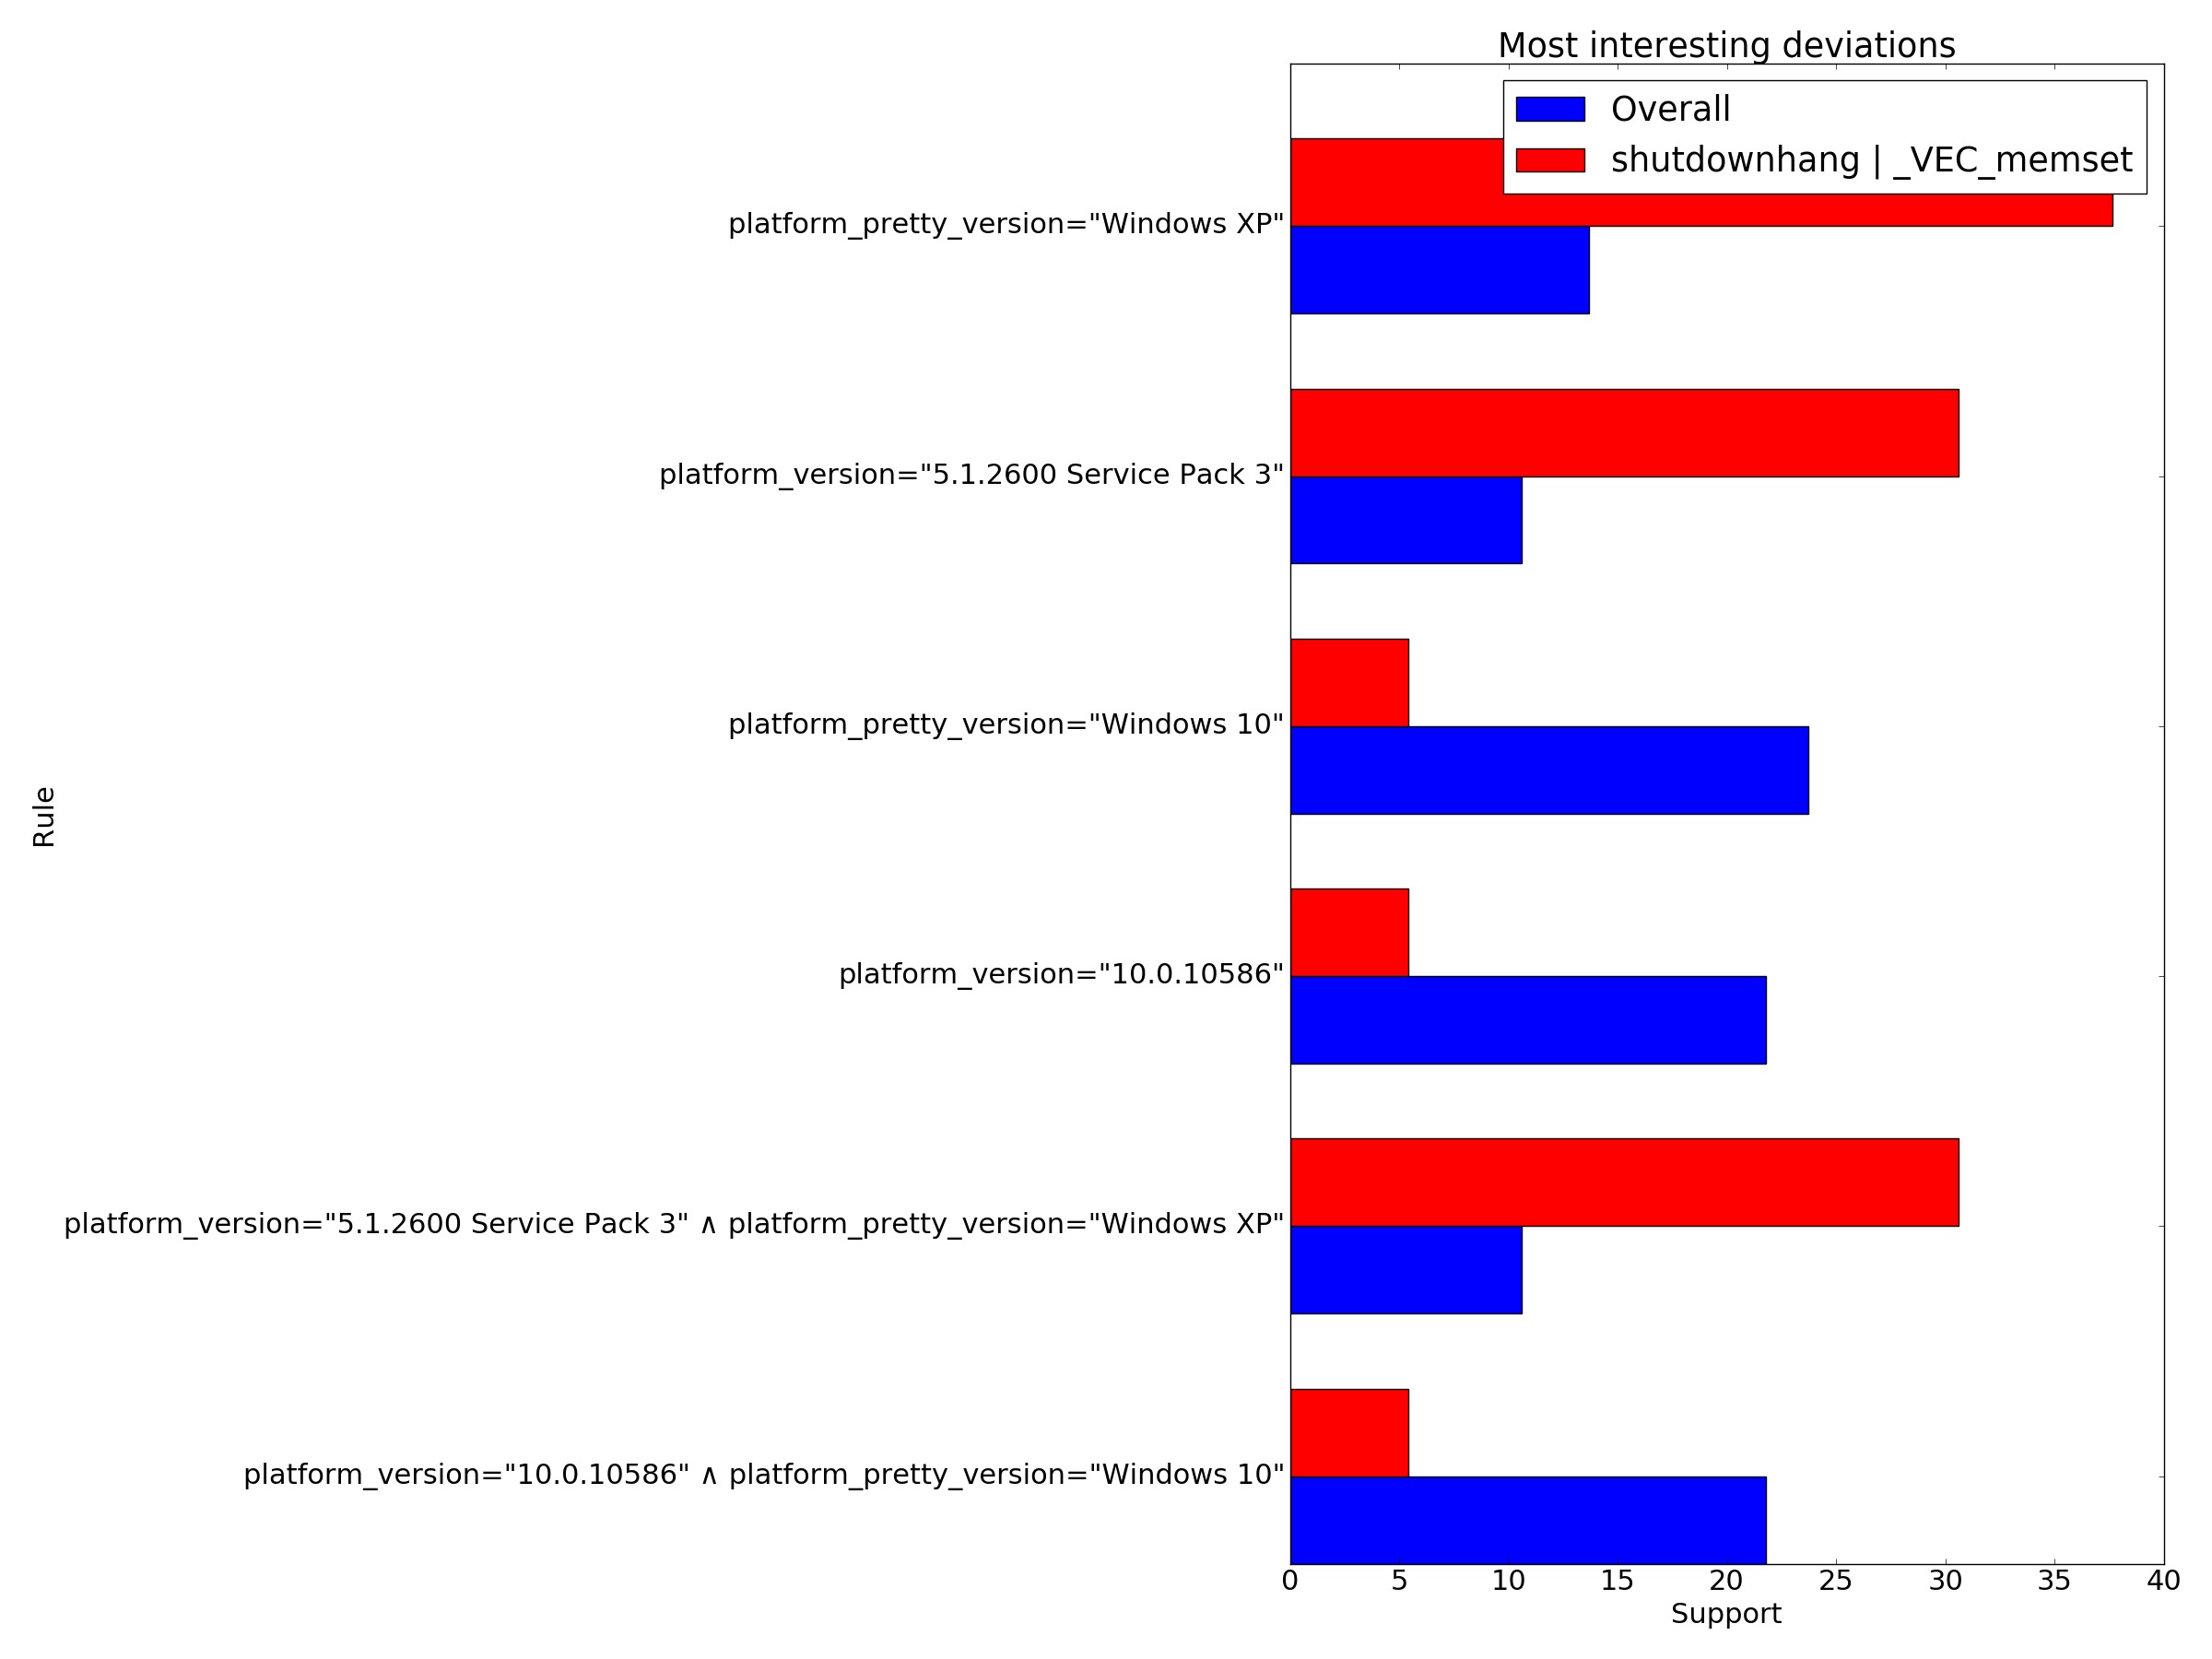 Most interesting deviations
Overall
shutdownhang | _VEC_memset
platform_pretty_version="Windows XP"
platform_version="5.1.2600 Service Pack 3"
platform_pretty_version="Windows 10"
Rule
platform_version="10.0.10586"
platform_version="5.1.2600 Service Pack 3" ∧ platform_pretty_version="Windows XP"
platform_version="10.0.10586" ∧ platform_pretty_version="Windows 10"
0 5 10 15 20 25 30 35 40
Support